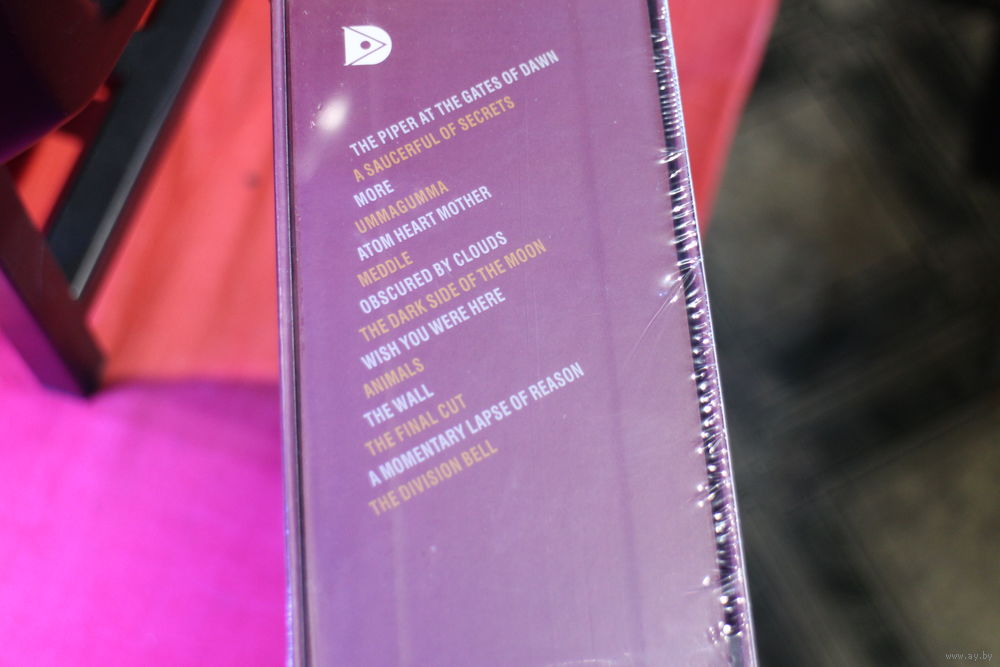 THE PIPER AT THE GATES OF DAWN
A SAUCERFUL OF SECRETS
MORE
UMMAGUMMA
ATOM HEART MOTHER
MEDDLE
OBSCURED BY CLOUDS
THE DARK SIDE OF THE MOON
WISH YOU WERE HERE
ANIMALS
THE WALL
THE FINAL CUT
A MOMENTARY LAPSE OF REASON
THE DIVISION BELL
www.ay.by